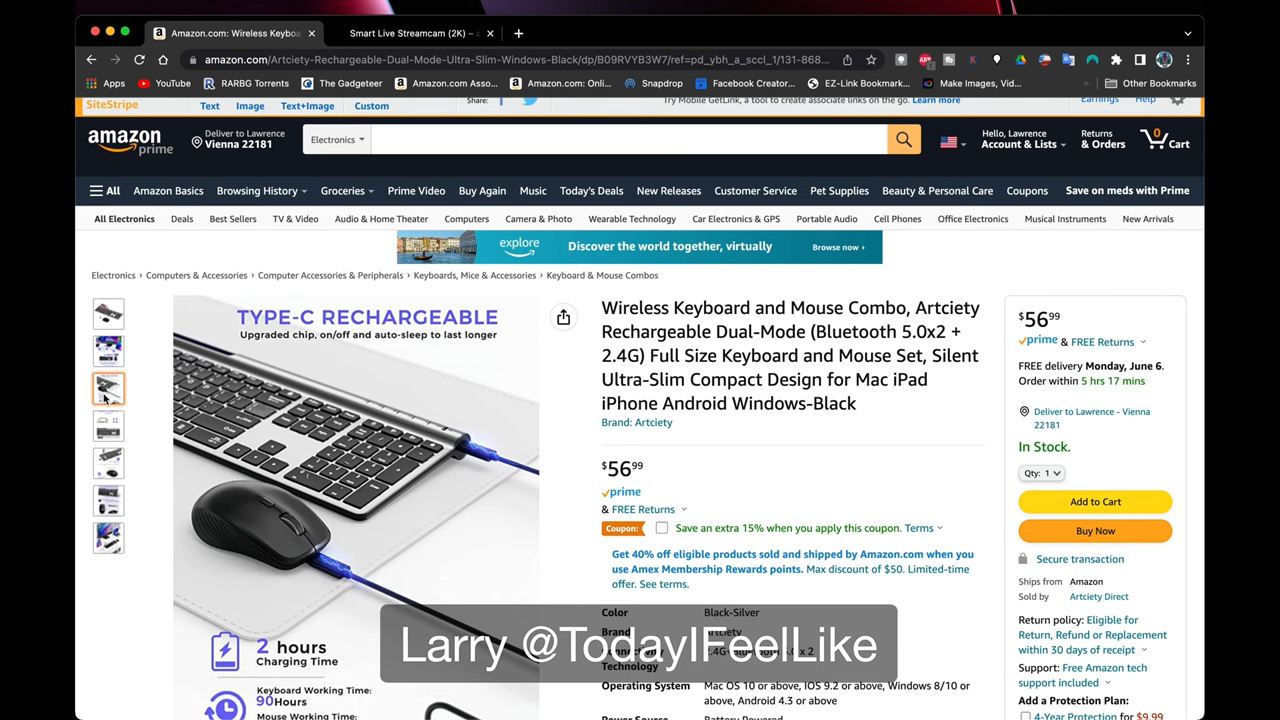 Amazon.com: Wireless Keyboa
Smart Live Streamcam (2K) –
amazon.com/Artciety-Rechargeable-Dual-Mode-Ultra-Slim-Windows-Black/dp/B09RVYB3W7/ref=pd_ybh_a_sccl_1/131-868...
Apps
YouTube
RARBG Torrents
The Gadgeteer
Amazon.com Asso...
Amazon.com: Onli...
Snapdrop
Facebook Creator...
EZ-Link Bookmark...
Make Images, Vid...
Other Bookmarks
SiteStripe
Text
Image
Text+Image
Custom
Share:
Try Mobile GetLink, a tool to create associate links on the go. Learn more
Earnings
Help
amazon
prime
Deliver to Lawrence
Vienna 22181
Electronics
Hello, Lawrence
Account & Lists
Returns
& Orders
0
Cart
All
Amazon Basics
Browsing History
Groceries
Prime Video
Buy Again
Music
Today's Deals
New Releases
Customer Service
Pet Supplies
Beauty & Personal Care
Coupons
Save on meds with Prime
All Electronics
Deals
Best Sellers
TV & Video
Audio & Home Theater
Computers
Camera & Photo
Wearable Technology
Car Electronics & GPS
Portable Audio
Cell Phones
Office Electronics
Musical Instruments
New Arrivals
explore
Discover the world together, virtually
Browse now
Electronics › Computers & Accessories › Computer Accessories & Peripherals › Keyboards, Mice & Accessories › Keyboard & Mouse Combos
TYPE-C RECHARGEABLE
Upgraded chip, on/off and auto-sleep to last longer
2 hours
Charging Time
Keyboard Working Time:
90Hours
Mouse Working Time:
Wireless Keyboard and Mouse Combo, Artciety
Rechargeable Dual-Mode (Bluetooth 5.0x2 +
2.4G) Full Size Keyboard and Mouse Set, Silent
Ultra-Slim Compact Design for Mac iPad
iPhone Android Windows-Black
Brand: Artciety
$56 99
prime
& FREE Returns
Coupon:
Save an extra 15% when you apply this coupon. Terms
Get 40% off eligible products sold and shipped by Amazon.com when you
use Amex Membership Rewards points. Max discount of $50. Limited-time
offer. See terms.
Color Black-Silver
Brand Artciety
Technology
Larry @TodayIFeelLike
Operating System Mac OS 10 or above, IOS 9.2 or above, Windows 8/10 or
above, Android 4.3 or above
Power Source Battery Powered
$56 99
prime & FREE Returns
FREE delivery Monday, June 6.
Order within 5 hrs 17 mins
Deliver to Lawrence - Vienna
22181
In Stock.
Qty: 1
Add to Cart
Buy Now
Secure transaction
Ships from Amazon
Sold by Artciety Direct
Return policy: Eligible for
Return, Refund or Replacement
within 30 days of receipt
Support: Free Amazon tech
support included
Add a Protection Plan:
4-Year Protection for $9.99